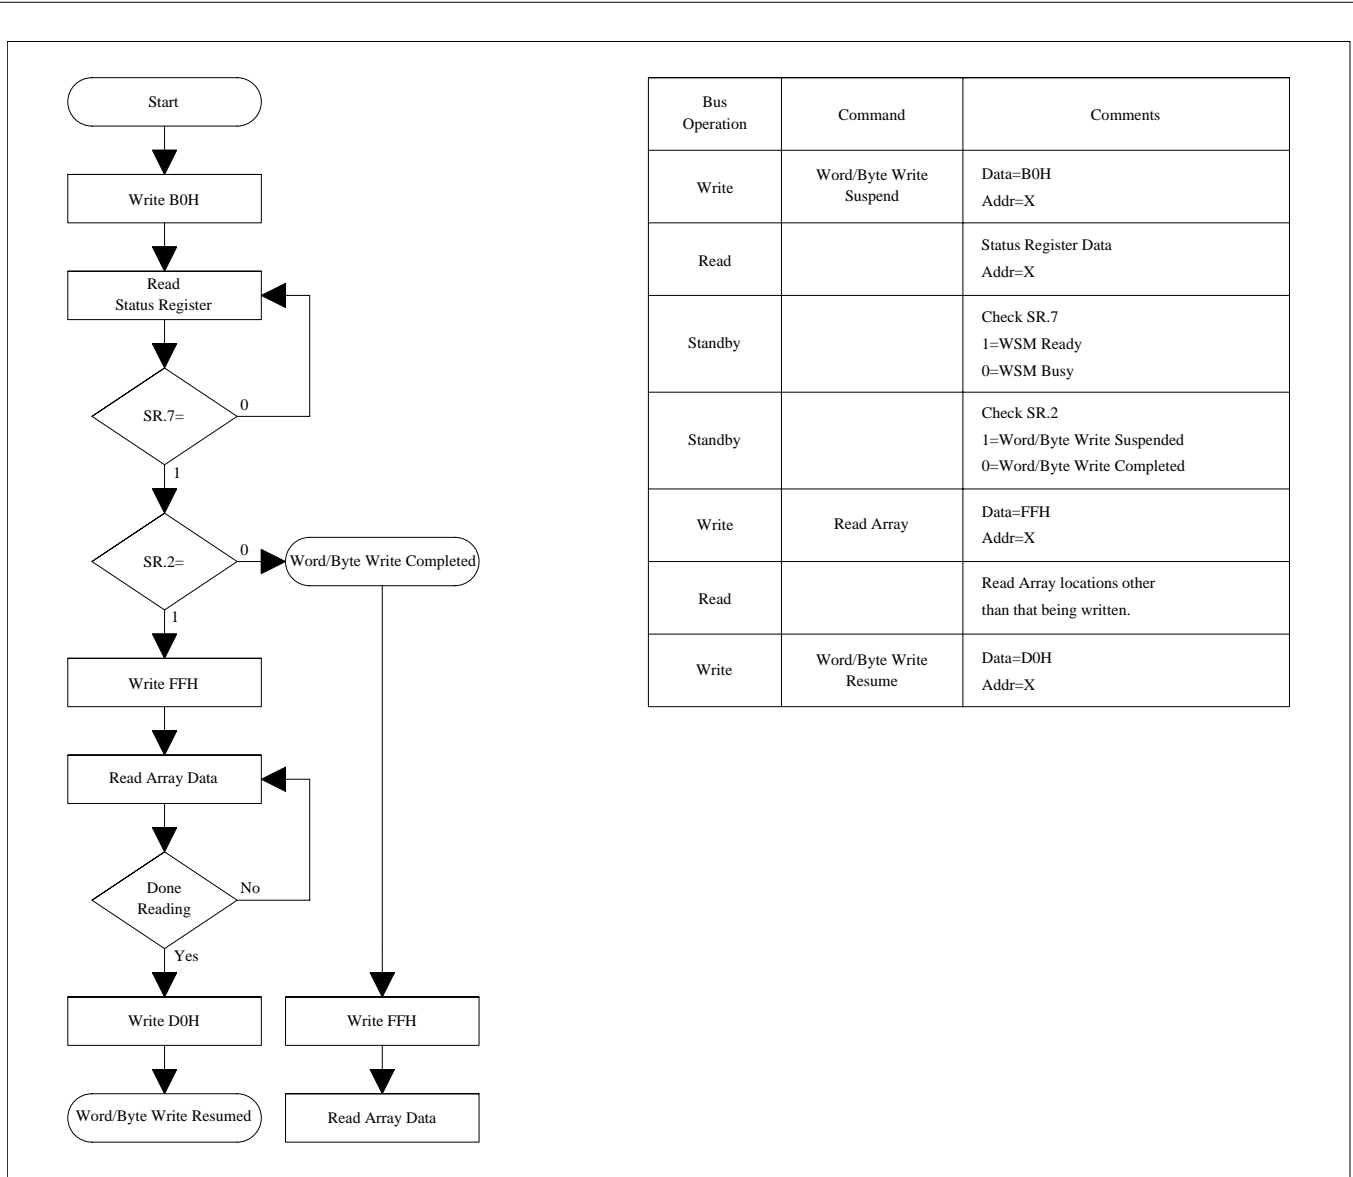 Start
Write B0H
Read
Status Register
SR.7=
0
1
SR.2=
0
Word/Byte Write Completed
1
Write FFH
Read Array Data
Done
Reading
No
Yes
Write D0H
Write FFH
Word/Byte Write Resumed
Read Array Data
Bus
Operation
Command
Comments
Write
Word/Byte Write
Suspend
Data=B0H
Addr=X
Read
Status Register Data
Addr=X
Standby
Check SR.7
1=WSM Ready
0=WSM Busy
Standby
Check SR.2
1=Word/Byte Write Suspended
0=Word/Byte Write Completed
Write
Read Array
Data=FFH
Addr=X
Read
Read Array locations other
than that being written.
Write
Word/Byte Write
Resume
Data=D0H
Addr=X